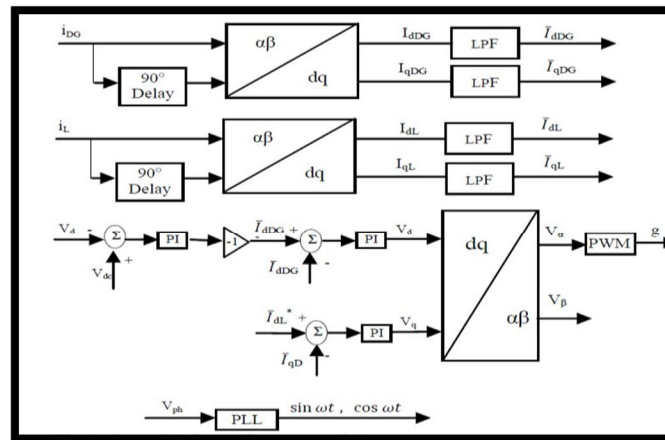 i_DG
90°
Delay
αβ
dq
I_dDG
LPF
Ī_dDG
I_qDG
LPF
Ī_qDG
i_L
90°
Delay
αβ
dq
I_dL
LPF
Ī_dL
I_qL
LPF
Ī_qL
V_d -
Σ
PI
-1
Ī_dDG +
-
Σ
PI
V_d
+
V_dc
Ī_dDG
-
dq
αβ
V_α
PWM
g
V_β
Ī_dL* +
Σ
PI
V_q
Ī_qD
-
V_ph
PLL
sin ωt , cos ωt